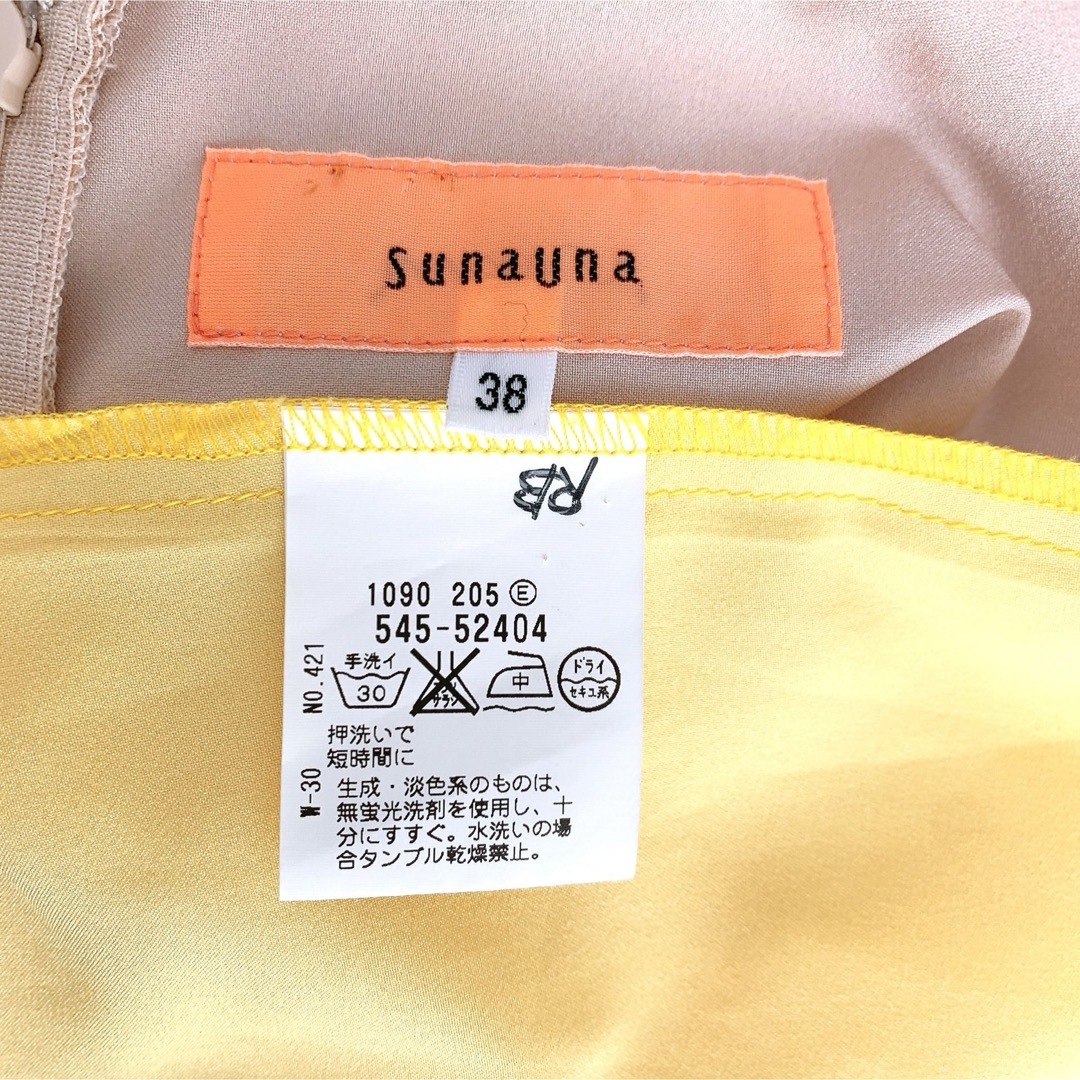 SunaUna
38
RB
1090 205 Ⓔ
545-52404
NO.421
手洗イ
30
サラシ
中
ドライ
セキユ系
押洗いで
短時間に
W-30
生成・淡色系のものは、
無蛍光洗剤を使用し、十
分にすすぐ。水洗いの場
合タンブル乾燥禁止。